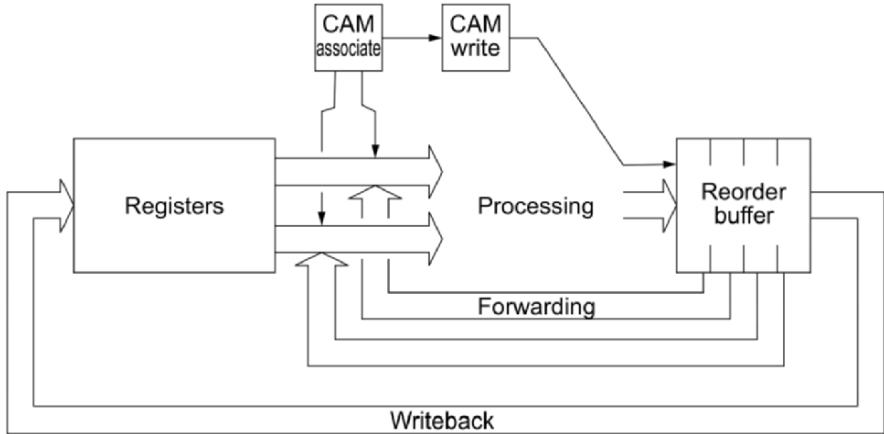 CAM
associate
CAM
write
Registers
Processing
Reorder
buffer
Forwarding
Writeback